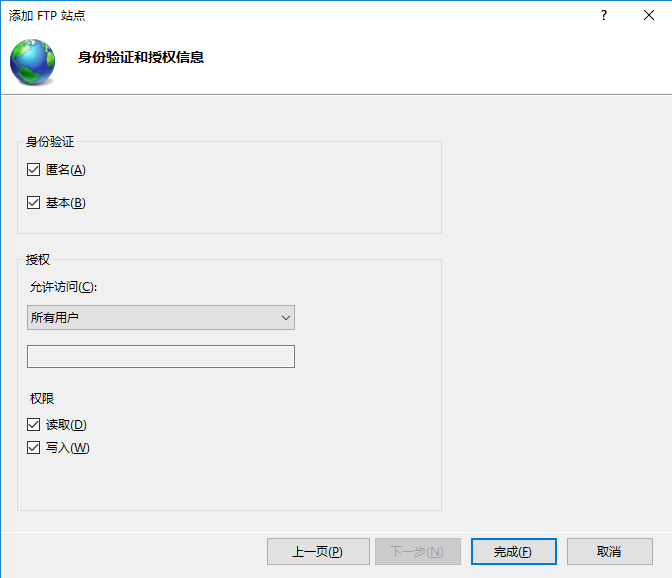 添加 FTP 站点
?
身份验证和授权信息
身份验证
匿名(A)
基本(B)
授权
允许访问(C):
所有用户
权限
读取(D)
写入(W)
上一页(P) 下一步(N) 完成(F) 取消